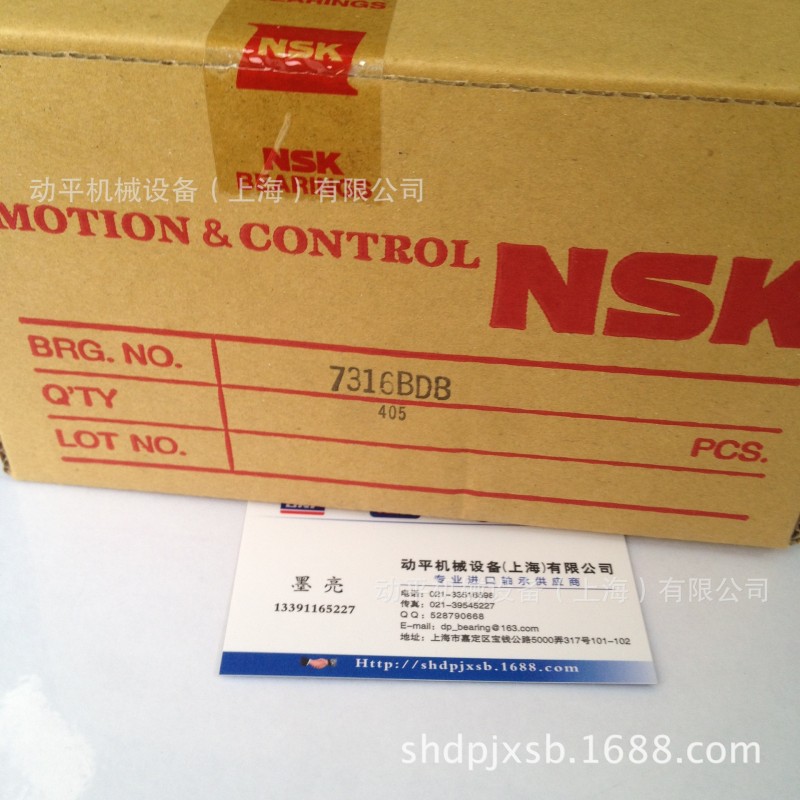 BEARINGS
NSK
NSK
BEARINGS
动平机械设备（上海）有限公司
MOTION & CONTROL
NSK
BRG. NO.
7316BDB
Q'TY
405
LOT NO.
PCS.
动平机械设备(上海)有限公司
专业进口轴承供应商
墨亮
13391165227
动平机械设备（上海）有限公司
传真: 021-39545227
QQ: 528790668
E-mail: dp_bearing@163.com
地址: 上海市嘉定区宝钱公路5000弄317号101-102
Http://shdpjxsb.1688.com
shdpjxsb.1688.com